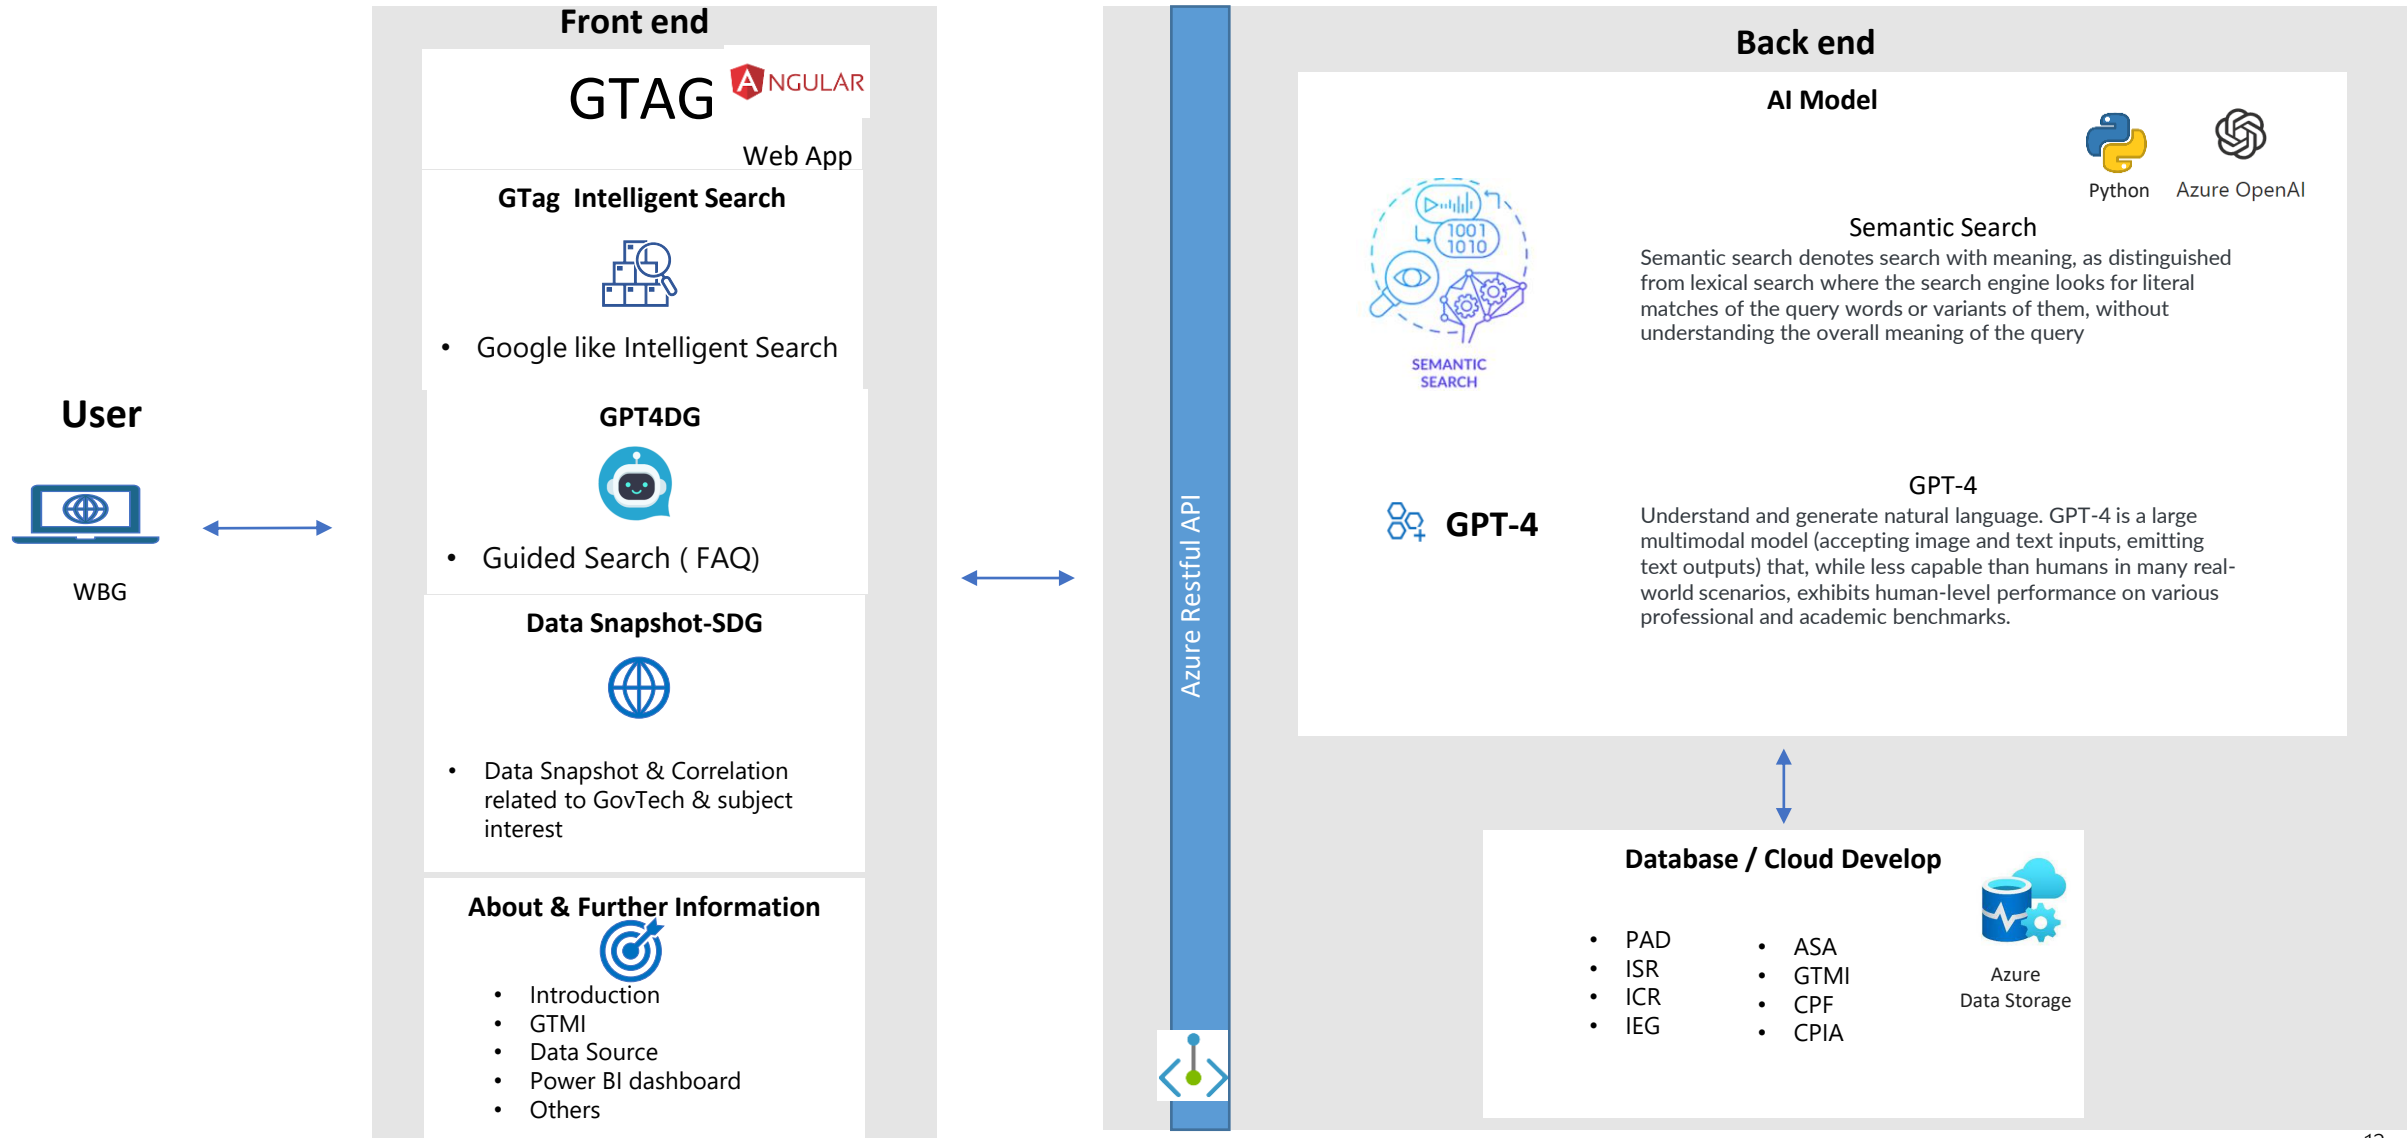 User
WBG
Front end
GTAG
ANGULAR
Web App
GTag Intelligent Search
• Google like Intelligent Search
GPT4DG
• Guided Search ( FAQ)
Data Snapshot-SDG
• Data Snapshot & Correlation
related to GovTech & subject
interest
About & Further Information
• Introduction
• GTMI
• Data Source
• Power BI dashboard
• Others
Azure Restful API
Back end
AI Model
Python
Azure OpenAI
1001
1010
SEMANTIC
SEARCH
Semantic Search
Semantic search denotes search with meaning, as distinguished
from lexical search where the search engine looks for literal
matches of the query words or variants of them, without
understanding the overall meaning of the query
GPT-4
GPT-4
Understand and generate natural language. GPT-4 is a large
multimodal model (accepting image and text inputs, emitting
text outputs) that, while less capable than humans in many real-
world scenarios, exhibits human-level performance on various
professional and academic benchmarks.
Database / Cloud Develop
• PAD
• ISR
• ICR
• IEG
• ASA
• GTMI
• CPF
• CPIA
Azure
Data Storage